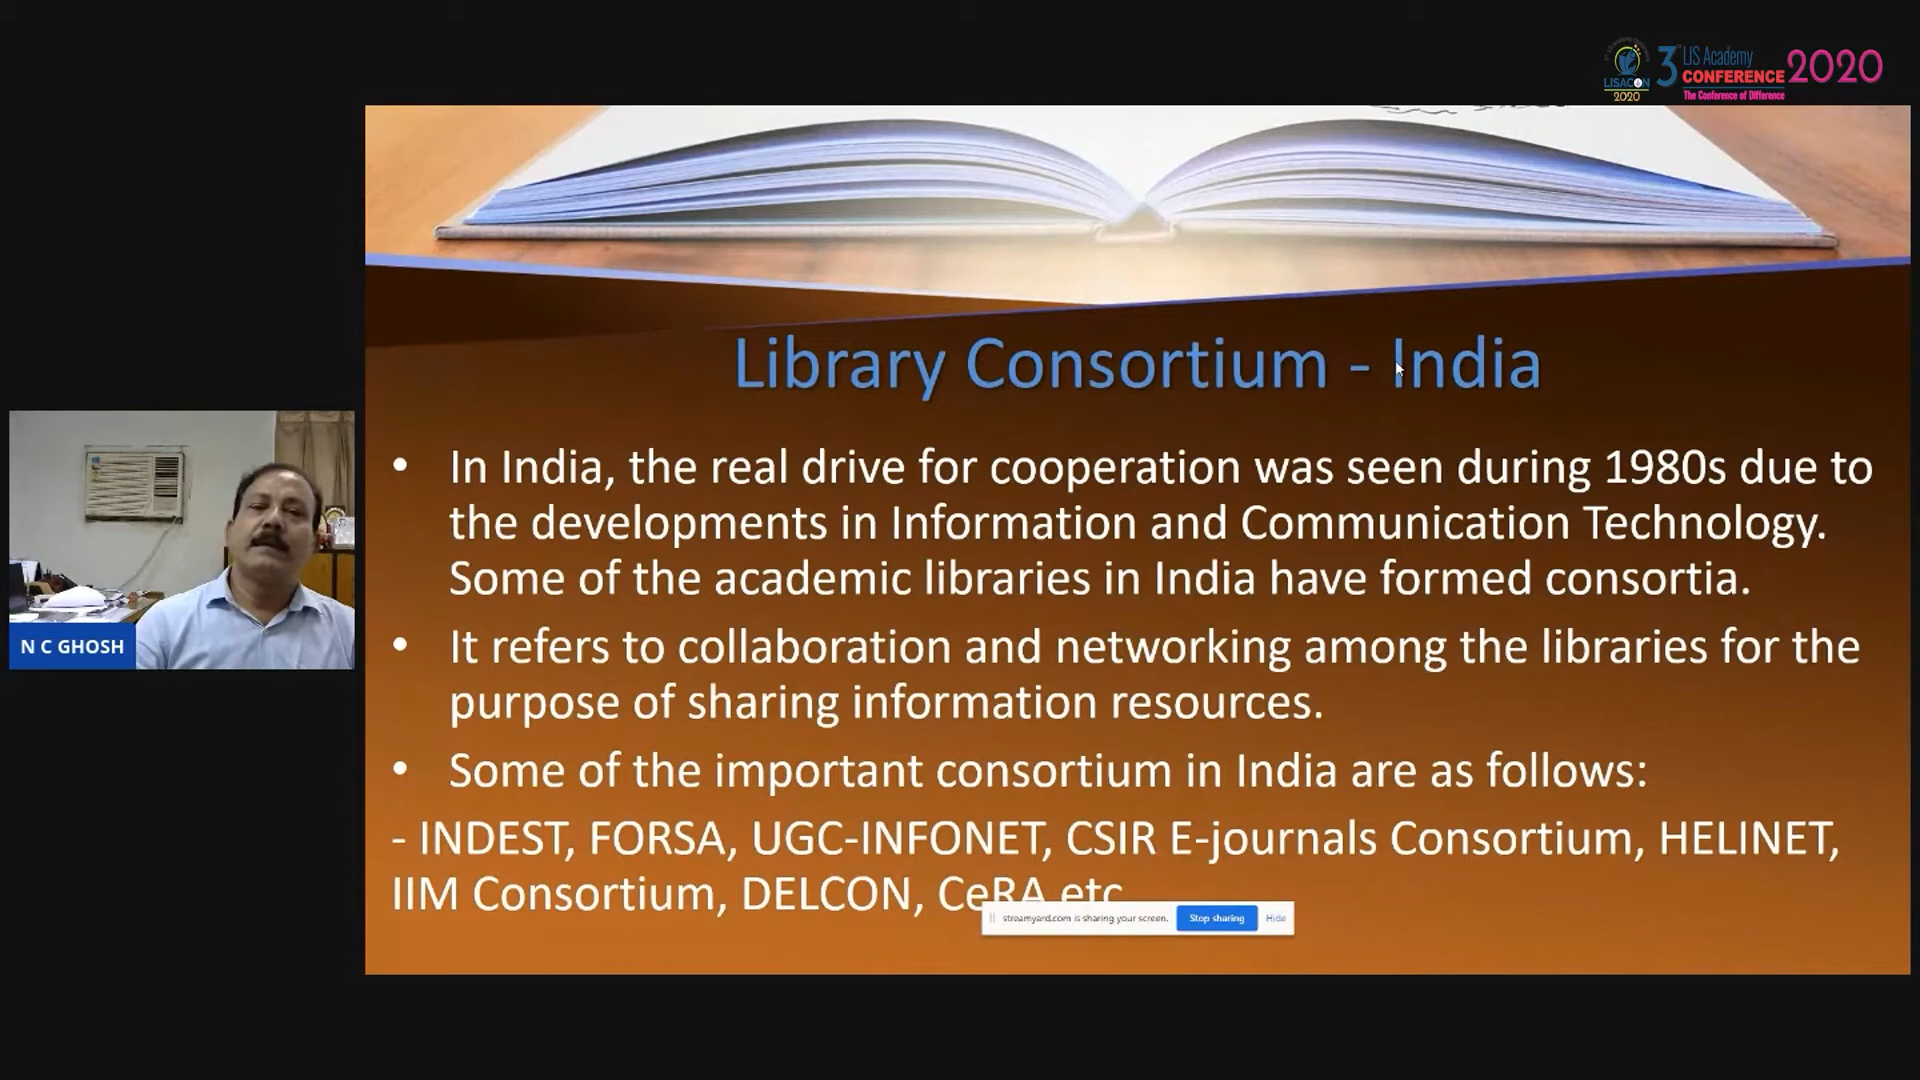 LISACON
2020
3rd LIS Academy
CONFERENCE 2020
The Conference of Difference
Library Consortium - India
• In India, the real drive for cooperation was seen during 1980s due to
the developments in Information and Communication Technology.
Some of the academic libraries in India have formed consortia.
• It refers to collaboration and networking among the libraries for the
purpose of sharing information resources.
• Some of the important consortium in India are as follows:
- INDEST, FORSA, UGC-INFONET, CSIR E-journals Consortium, HELINET,
IIM Consortium, DELCON, CeRA etc
N C GHOSH
streamyard.com is sharing your screen. Stop sharing Hide